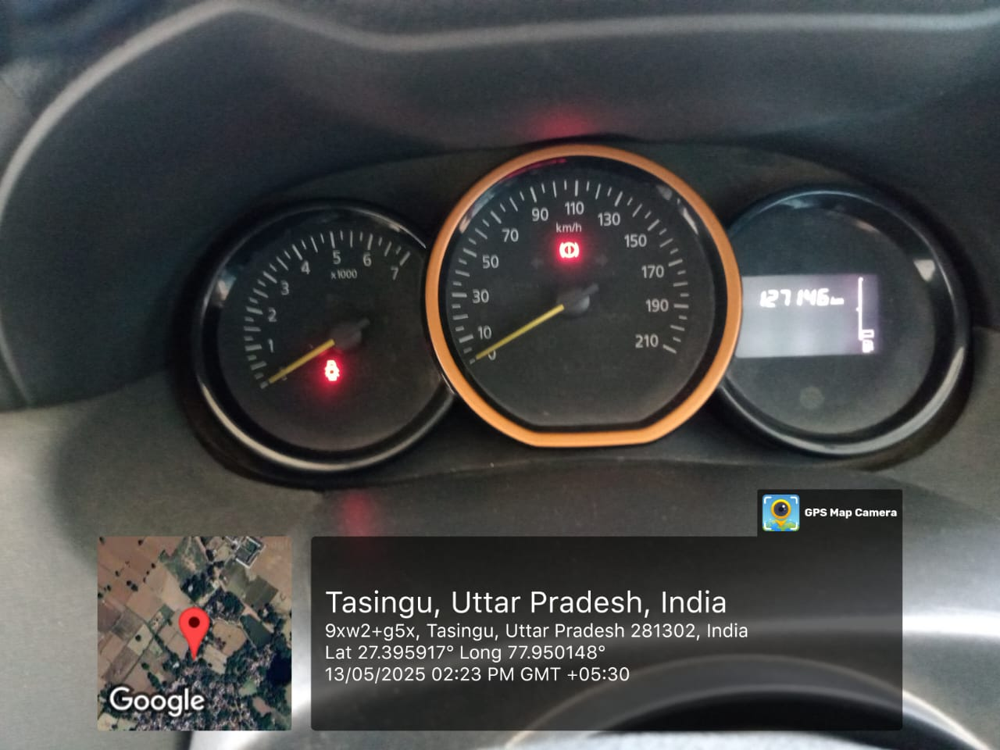 1
2
3
4
5
6
7
x1000
0
10
30
50
70
90
110
130
150
170
190
210
km/h
127146 km
GPS Map Camera
Google
Tasingu, Uttar Pradesh, India
9xw2+g5x, Tasingu, Uttar Pradesh 281302, India
Lat 27.395917° Long 77.950148°
13/05/2025 02:23 PM GMT +05:30